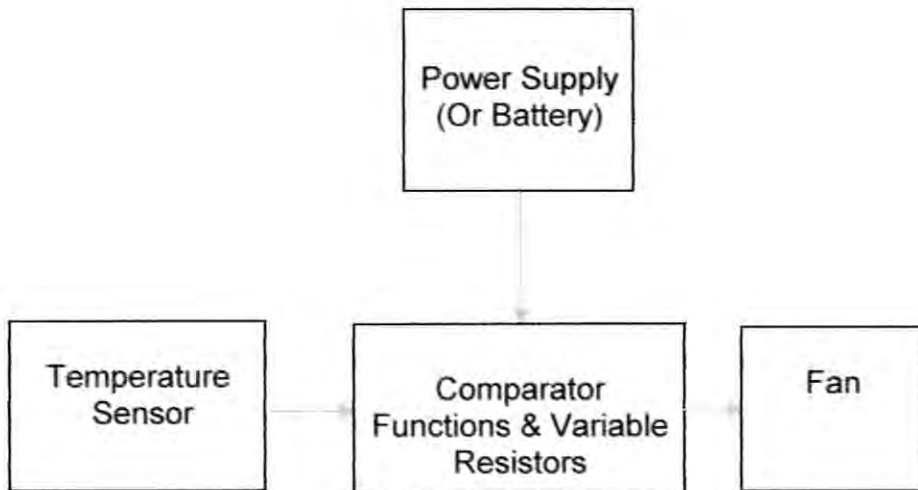 Power Supply
(Or Battery)
Temperature
Sensor
Comparator
Functions & Variable
Resistors
Fan